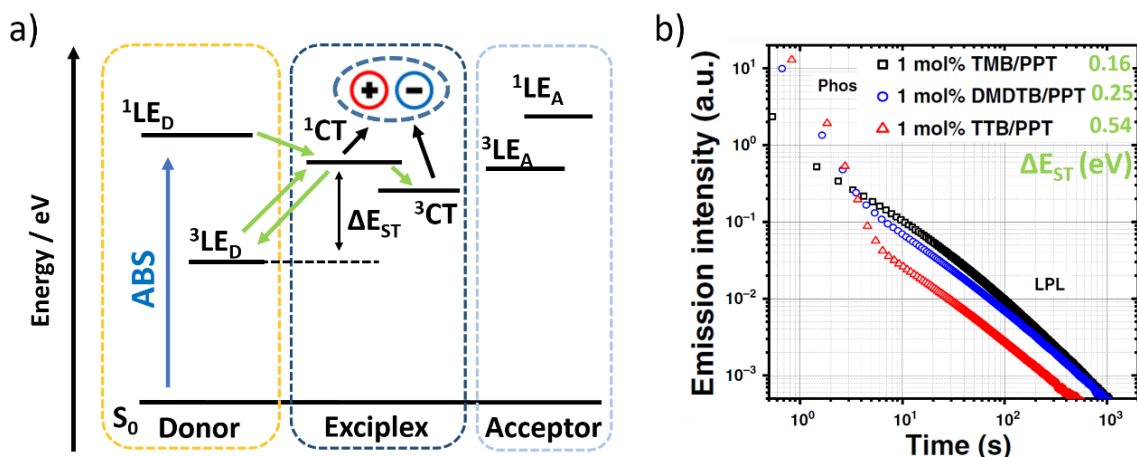 a)
Energy / eV
¹LE_D
³LE_D
ABS
S₀
Donor
¹CT
+ −
³CT
ΔE_ST
Exciplex
¹LE_A
³LE_A
Acceptor
b)
Emission intensity (a.u.)
10¹
10⁰
10⁻¹
10⁻²
10⁻³
Phos
1 mol% TMB/PPT 0.16
1 mol% DMDTB/PPT 0.25
1 mol% TTB/PPT 0.54
ΔE_ST (eV)
LPL
10⁰ 10¹ 10² 10³
Time (s)